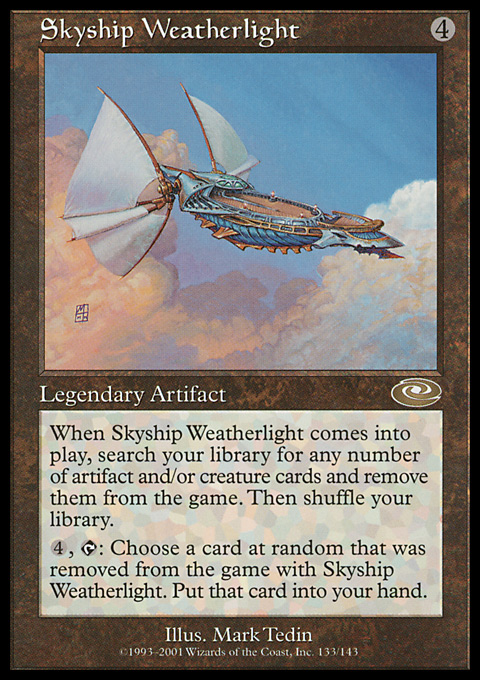 Skyship Weatherlight 4
Legendary Artifact
When Skyship Weatherlight comes into
play, search your library for any number
of artifact and/or creature cards and remove
them from the game. Then shuffle your
library.
4, : Choose a card at random that was
removed from the game with Skyship
Weatherlight. Put that card into your hand.
Illus. Mark Tedin
©1993–2001 Wizards of the Coast, Inc. 133/143